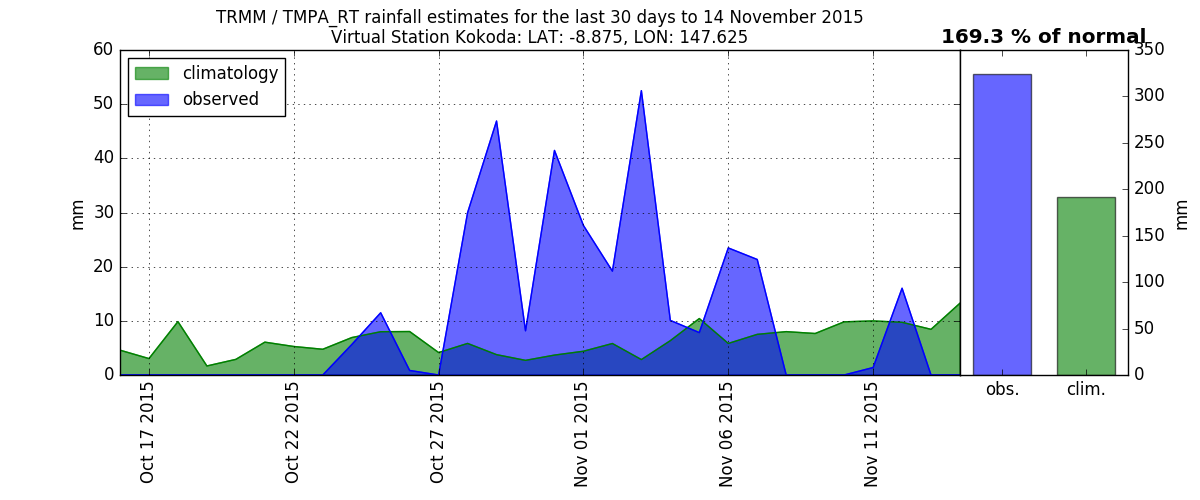 TRMM / TMPA_RT rainfall estimates for the last 30 days to 14 November 2015
Virtual Station Kokoda: LAT: -8.875, LON: 147.625
169.3 % of normal
climatology
observed
60
50
40
30
20
10
0
mm
Oct 17 2015
Oct 22 2015
Oct 27 2015
Nov 01 2015
Nov 06 2015
Nov 11 2015
350
300
250
200
150
100
50
0
mm
obs.
clim.